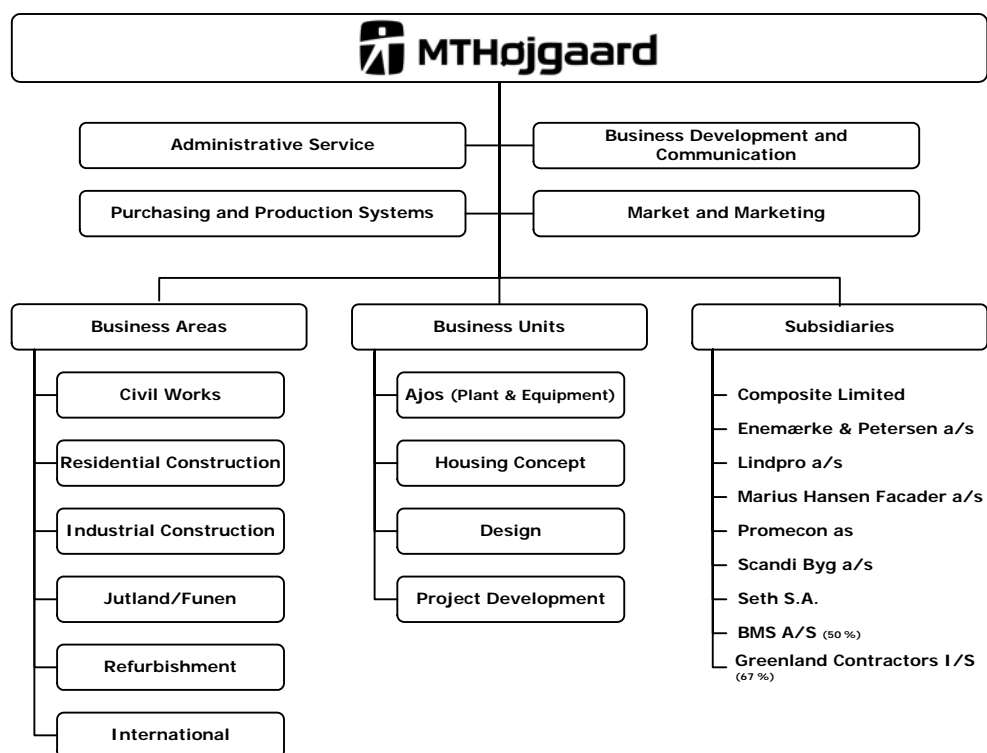 MTHøjgaard
Administrative Service
Business Development and
Communication
Purchasing and Production Systems
Market and Marketing
Business Areas
Business Units
Subsidiaries
Civil Works
Residential Construction
Industrial Construction
Jutland/Funen
Refurbishment
International
Ajos (Plant & Equipment)
Housing Concept
Design
Project Development
Composite Limited
Enemærke & Petersen a/s
Lindpro a/s
Marius Hansen Facader a/s
Promecon as
Scandi Byg a/s
Seth S.A.
BMS A/S (50 %)
Greenland Contractors I/S
(67 %)